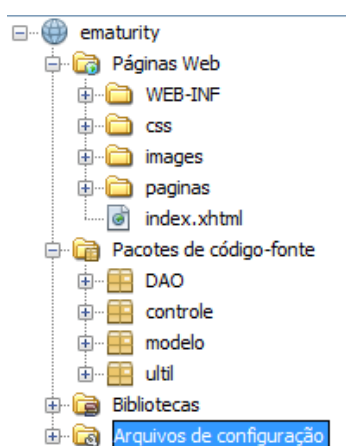 ematurity
Páginas Web
WEB-INF
css
images
paginas
index.xhtml
Pacotes de código-fonte
DAO
controle
modelo
ultil
Bibliotecas
Arquivos de configuração